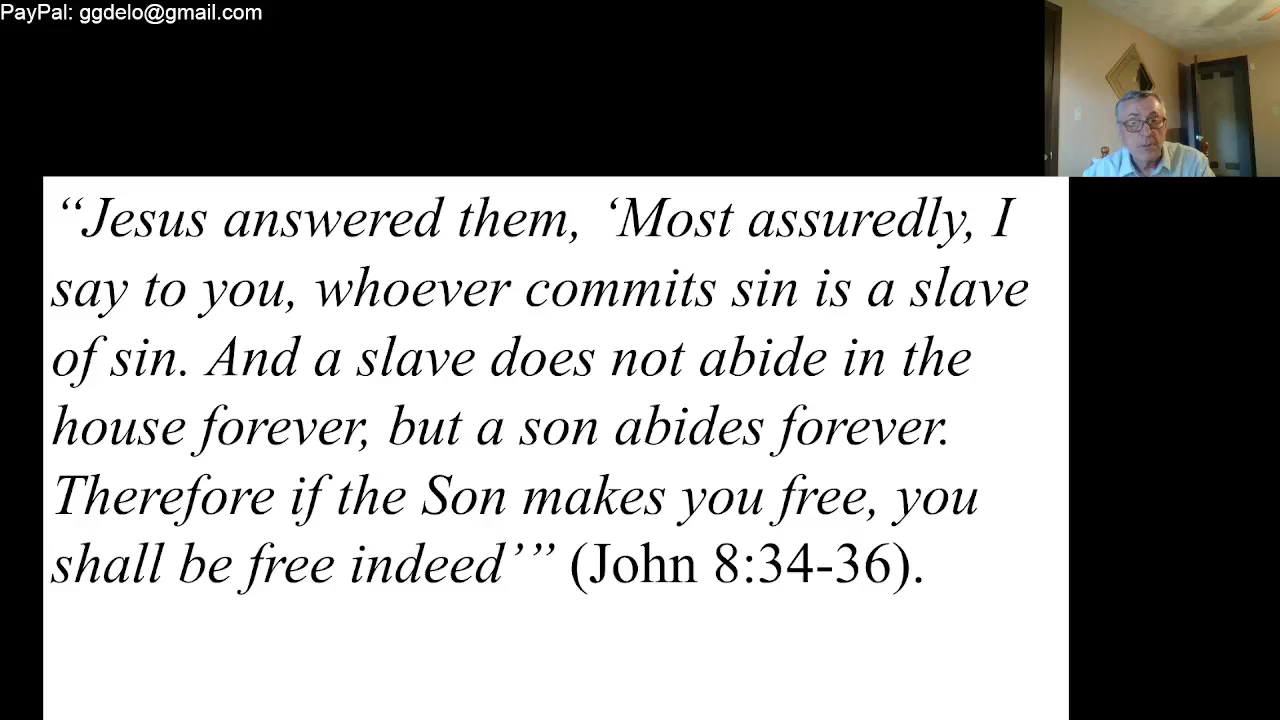 PayPal: ggdelo@gmail.com
“Jesus answered them, ‘Most assuredly, I
say to you, whoever commits sin is a slave
of sin. And a slave does not abide in the
house forever, but a son abides forever.
Therefore if the Son makes you free, you
shall be free indeed’” (John 8:34-36).